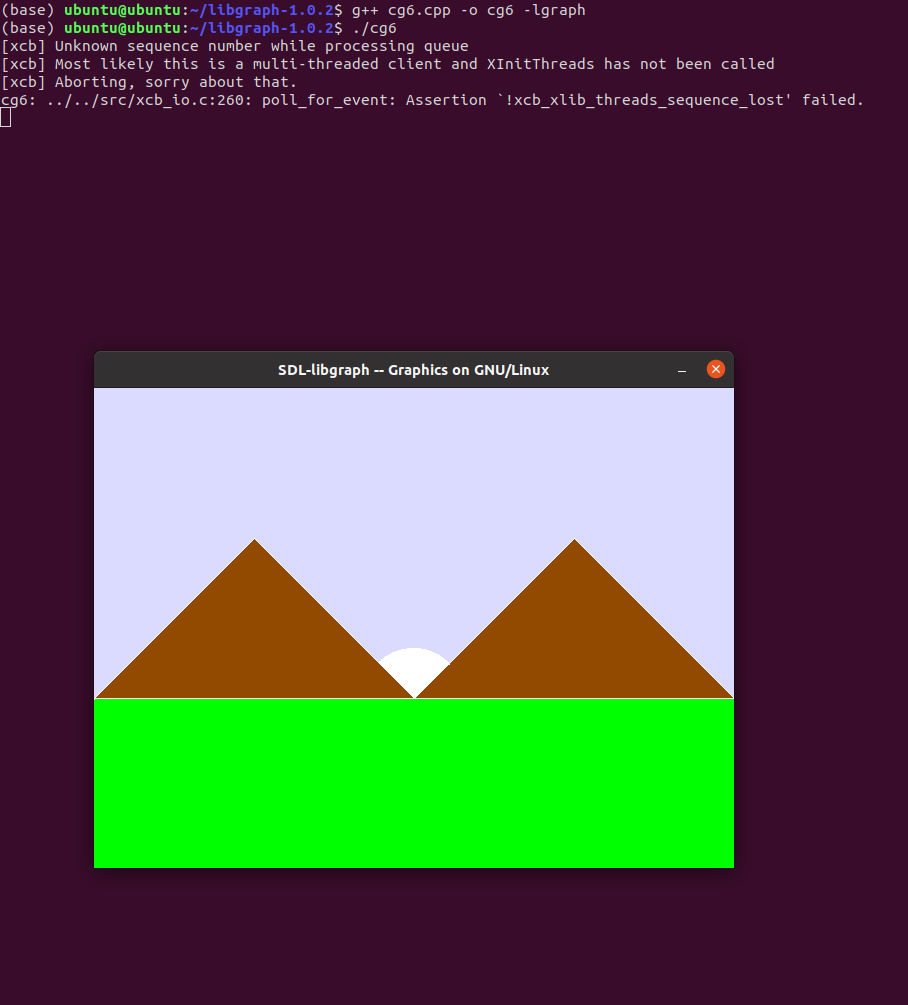 (base) ubuntu@ubuntu:~/libgraph-1.0.2$ g++ cg6.cpp -o cg6 -lgraph
(base) ubuntu@ubuntu:~/libgraph-1.0.2$ ./cg6
[xcb] Unknown sequence number while processing queue
[xcb] Most likely this is a multi-threaded client and XInitThreads has not been called
[xcb] Aborting, sorry about that.
cg6: ../../src/xcb_io.c:260: poll_for_event: Assertion `!xcb_xlib_threads_sequence_lost' failed.
SDL-libgraph -- Graphics on GNU/Linux